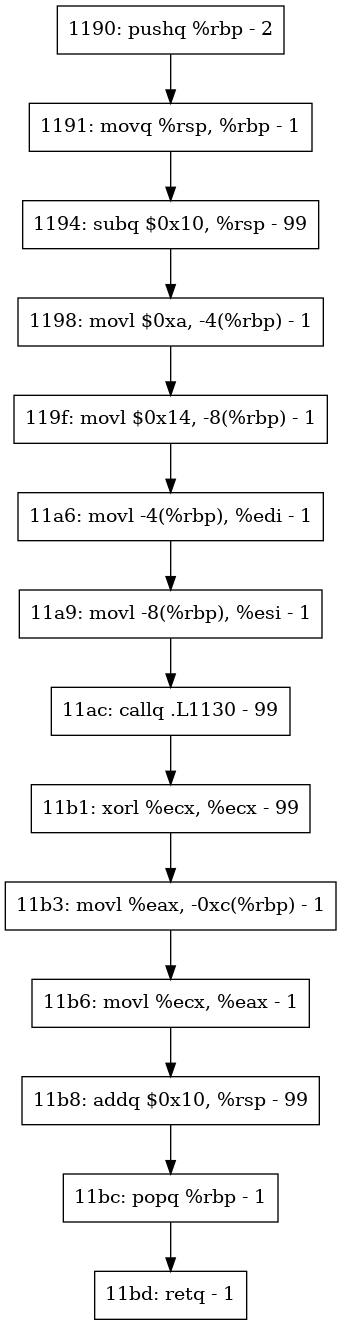 1190: pushq %rbp - 2
1191: movq %rsp, %rbp - 1
1194: subq $0x10, %rsp - 99
1198: movl $0xa, -4(%rbp) - 1
119f: movl $0x14, -8(%rbp) - 1
11a6: movl -4(%rbp), %edi - 1
11a9: movl -8(%rbp), %esi - 1
11ac: callq .L1130 - 99
11b1: xorl %ecx, %ecx - 99
11b3: movl %eax, -0xc(%rbp) - 1
11b6: movl %ecx, %eax - 1
11b8: addq $0x10, %rsp - 99
11bc: popq %rbp - 1
11bd: retq - 1